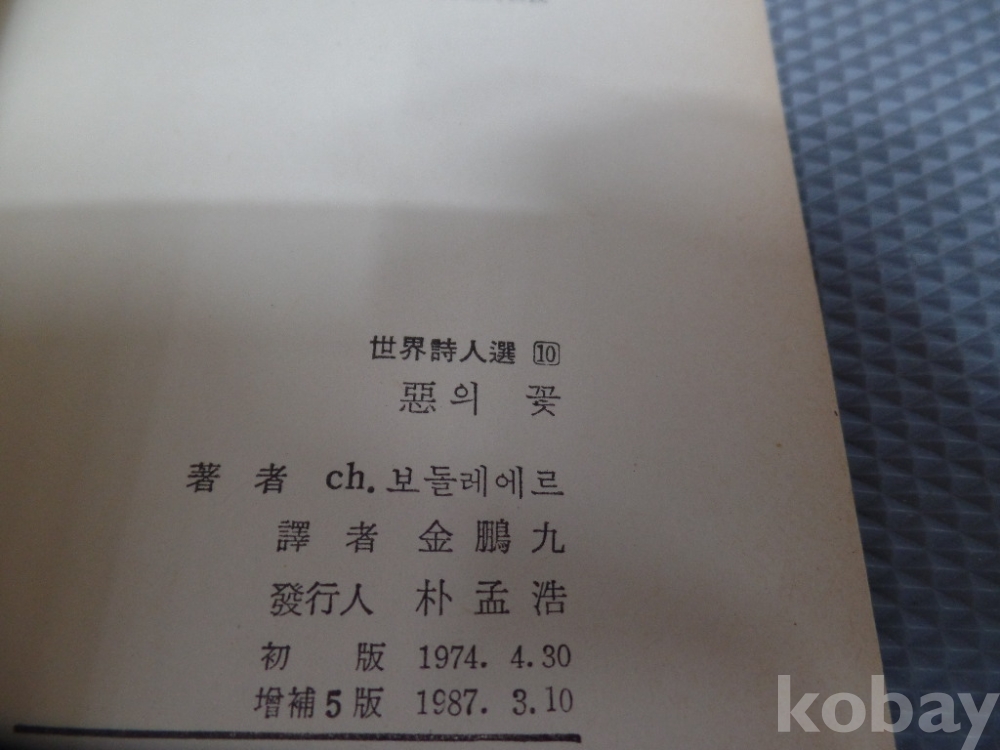 世界詩人選 10
惡의 꽃
著者 ch. 보들레에르
譯者 金鵬九
發行人 朴孟浩
初版 1974. 4. 30
增補5版 1987. 3. 10
kobay